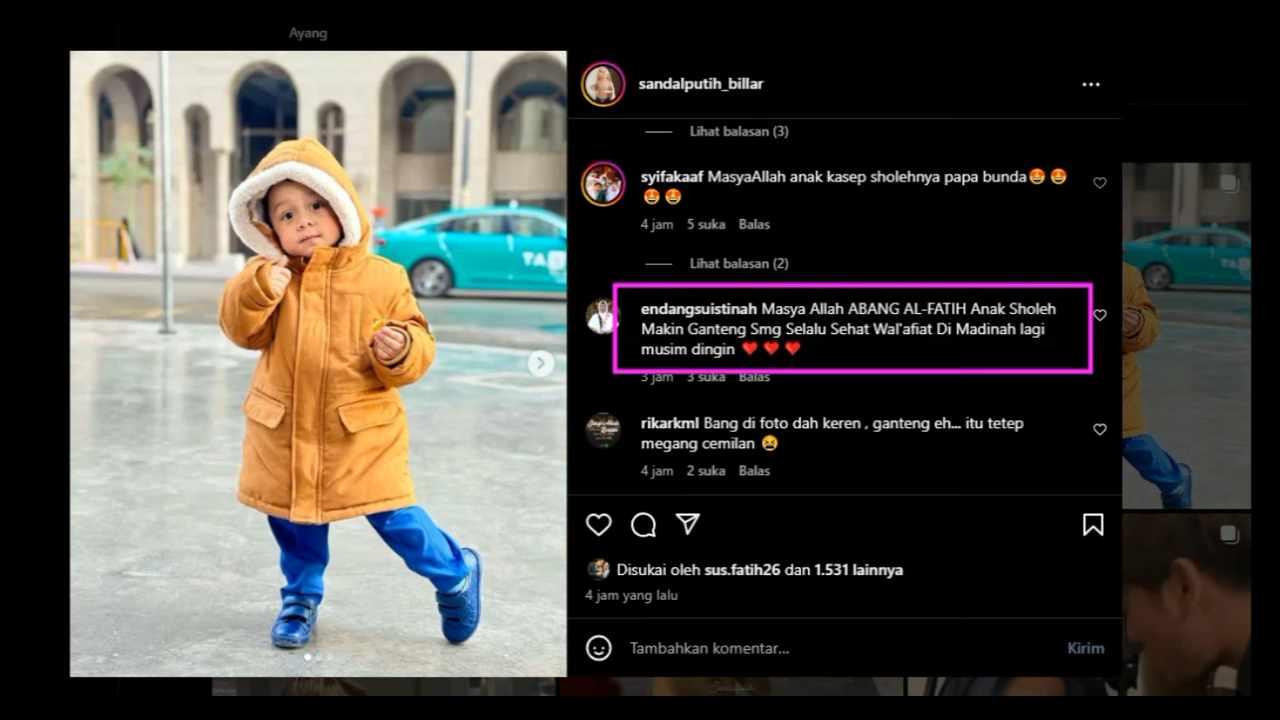 Ayang
sandalputih_billar
Lihat balasan (3)
syifakaaf MasyaAllah anak kasep sholehnya papa bunda🤩🤩
🤩🤩
4 jam 5 suka Balas
Lihat balasan (2)
endangsuistinah Masya Allah ABANG AL-FATIH Anak Sholeh
Makin Ganteng Smg Selalu Sehat Wal'afiat Di Madinah lagi
musim dingin ❤️❤️❤️
3 jam 3 suka Balas
rikarkml Bang di foto dah keren , ganteng eh... itu tetep
megang cemilan 😫
4 jam 2 suka Balas
Disukai oleh sus.fatih26 dan 1.531 lainnya
4 jam yang lalu
Tambahkan komentar...
Kirim